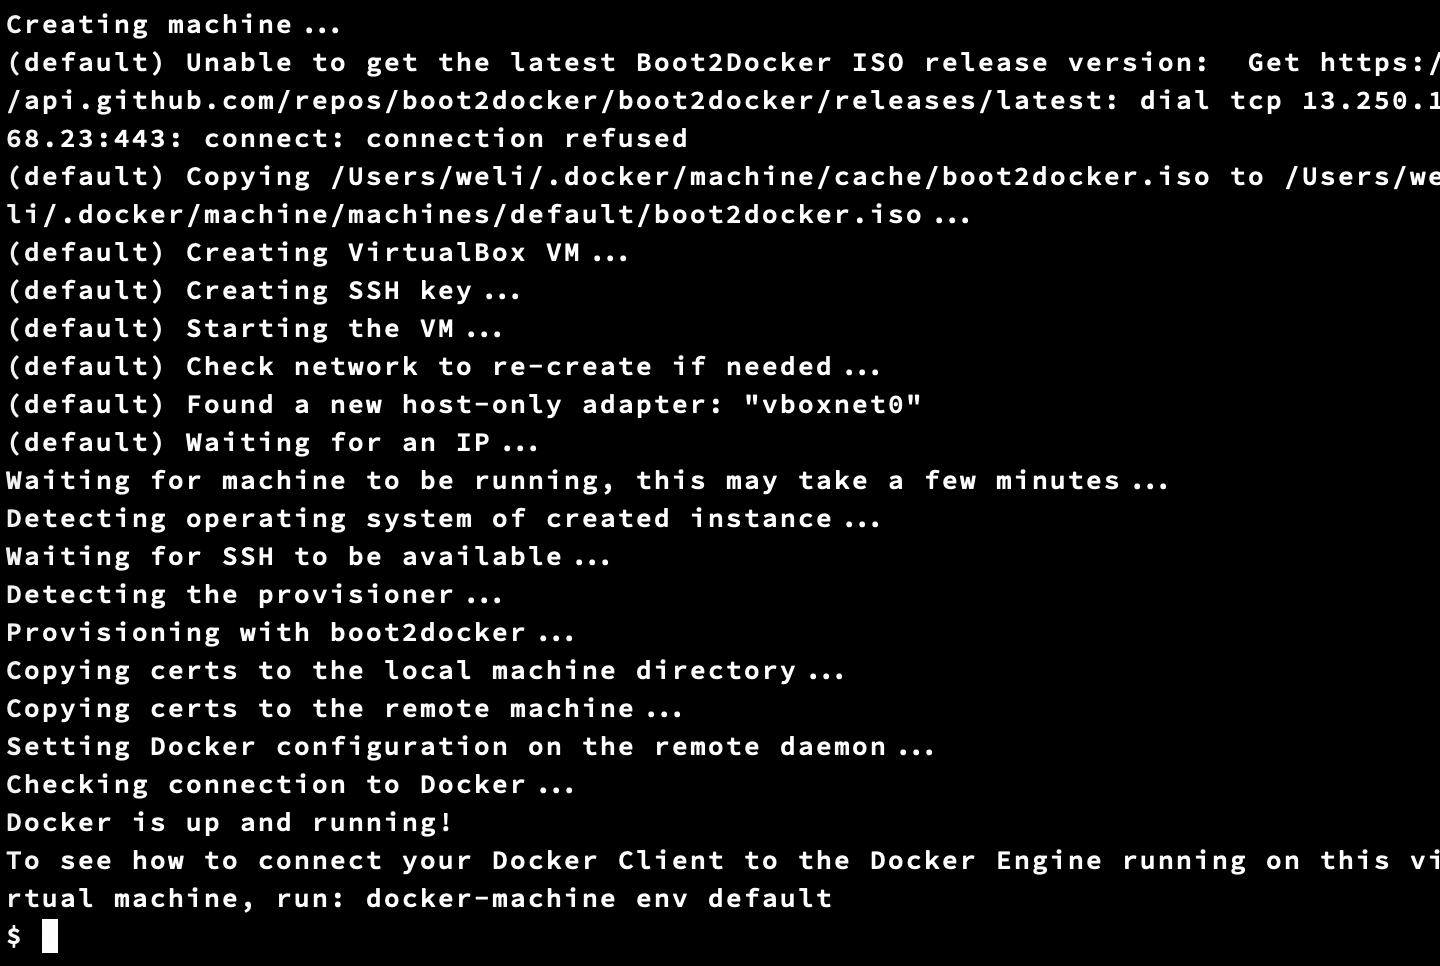 Creating machine...
(default) Unable to get the latest Boot2Docker ISO release version:  Get https:/
/api.github.com/repos/boot2docker/boot2docker/releases/latest: dial tcp 13.250.1
68.23:443: connect: connection refused
(default) Copying /Users/weli/.docker/machine/cache/boot2docker.iso to /Users/we
li/.docker/machine/machines/default/boot2docker.iso...
(default) Creating VirtualBox VM...
(default) Creating SSH key...
(default) Starting the VM...
(default) Check network to re-create if needed...
(default) Found a new host-only adapter: "vboxnet0"
(default) Waiting for an IP...
Waiting for machine to be running, this may take a few minutes...
Detecting operating system of created instance...
Waiting for SSH to be available...
Detecting the provisioner...
Provisioning with boot2docker...
Copying certs to the local machine directory...
Copying certs to the remote machine...
Setting Docker configuration on the remote daemon...
Checking connection to Docker...
Docker is up and running!
To see how to connect your Docker Client to the Docker Engine running on this vi
rtual machine, run: docker-machine env default
$